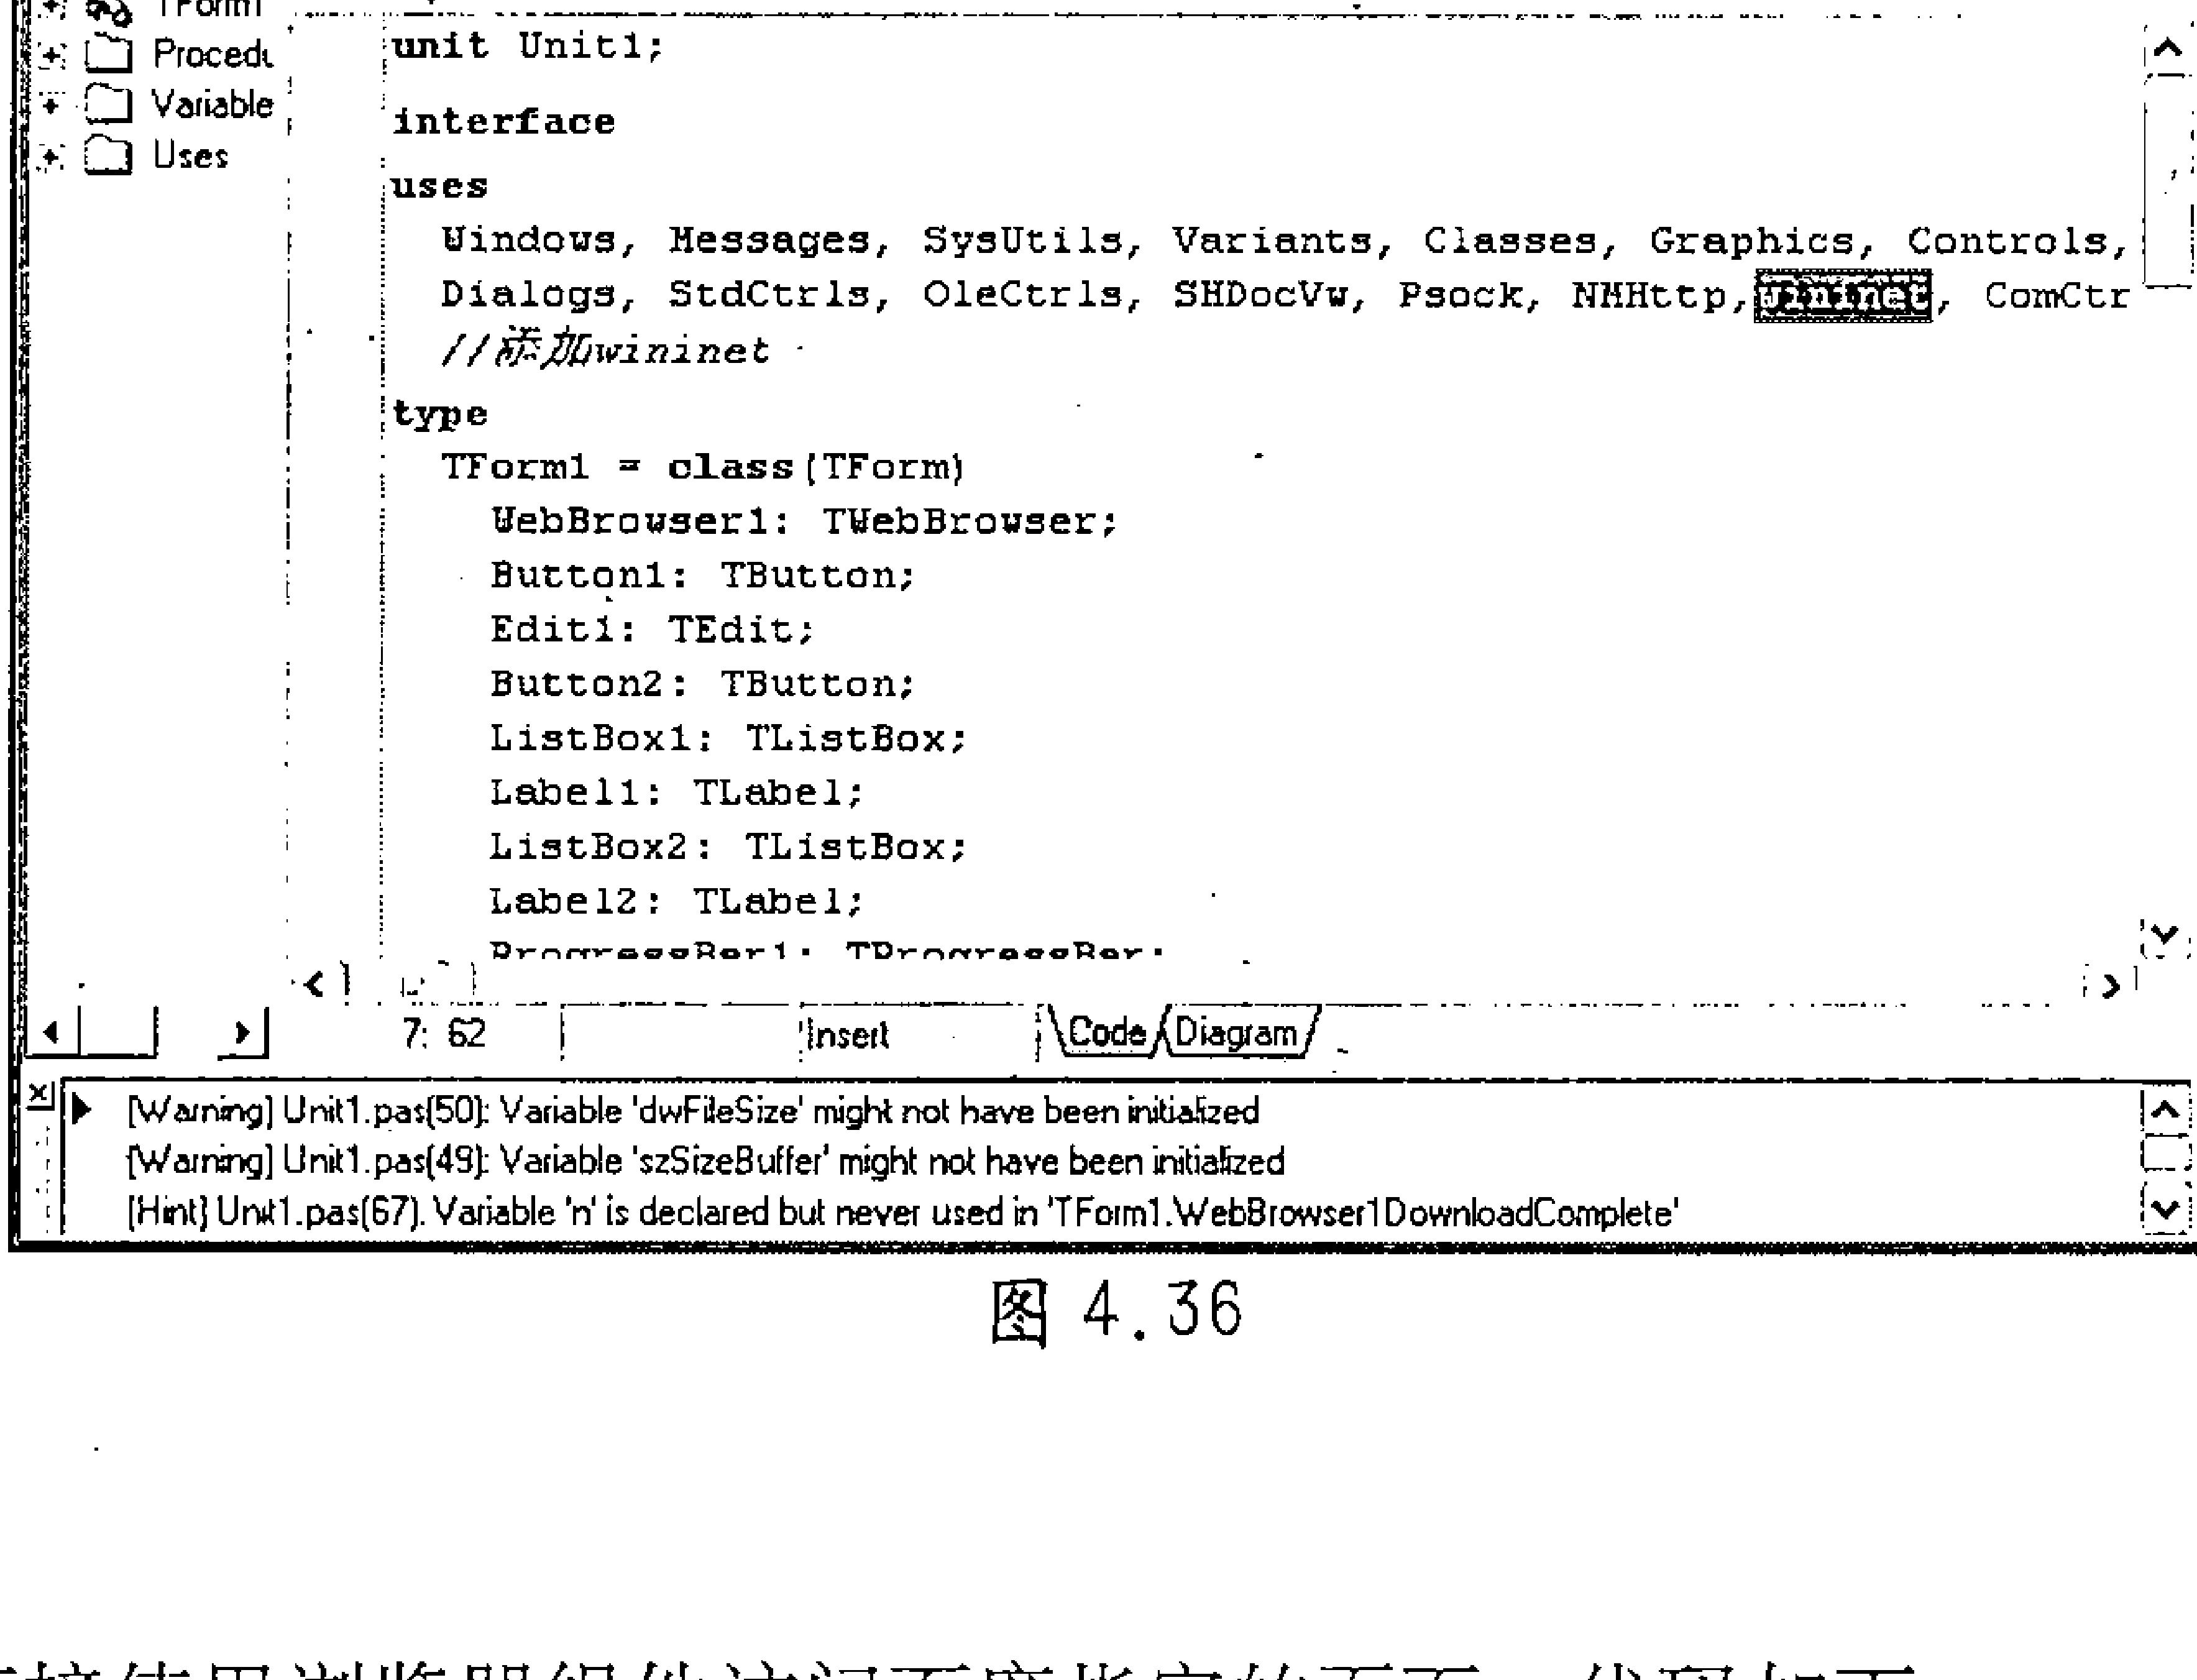 TForm1
Procedu
Variable
Uses
unit Unit1;
interface
uses
Windows, Messages, SysUtils, Variants, Classes, Graphics, Controls,
Dialogs, StdCtrls, OleCtrls, SHDocVw, Psock, NMHttp,wininet, ComCtr
//添加wininet
type
TForm1 = class(TForm)
WebBrowser1: TWebBrowser;
Button1: TButton;
Edit1: TEdit;
Button2: TButton;
ListBox1: TListBox;
Label1: TLabel;
ListBox2: TListBox;
Label2: TLabel;
ProgressBar1: TProgressBar;
7: 62 Insert Code Diagram
[Warning] Unit1.pas(50): Variable 'dwFileSize' might not have been initialized
[Warning] Unit1.pas(49): Variable 'szSizeBuffer' might not have been initialized
[Hint] Unit1.pas(67): Variable 'n' is declared but never used in 'TForm1.WebBrowser1DownloadComplete'
图 4.36